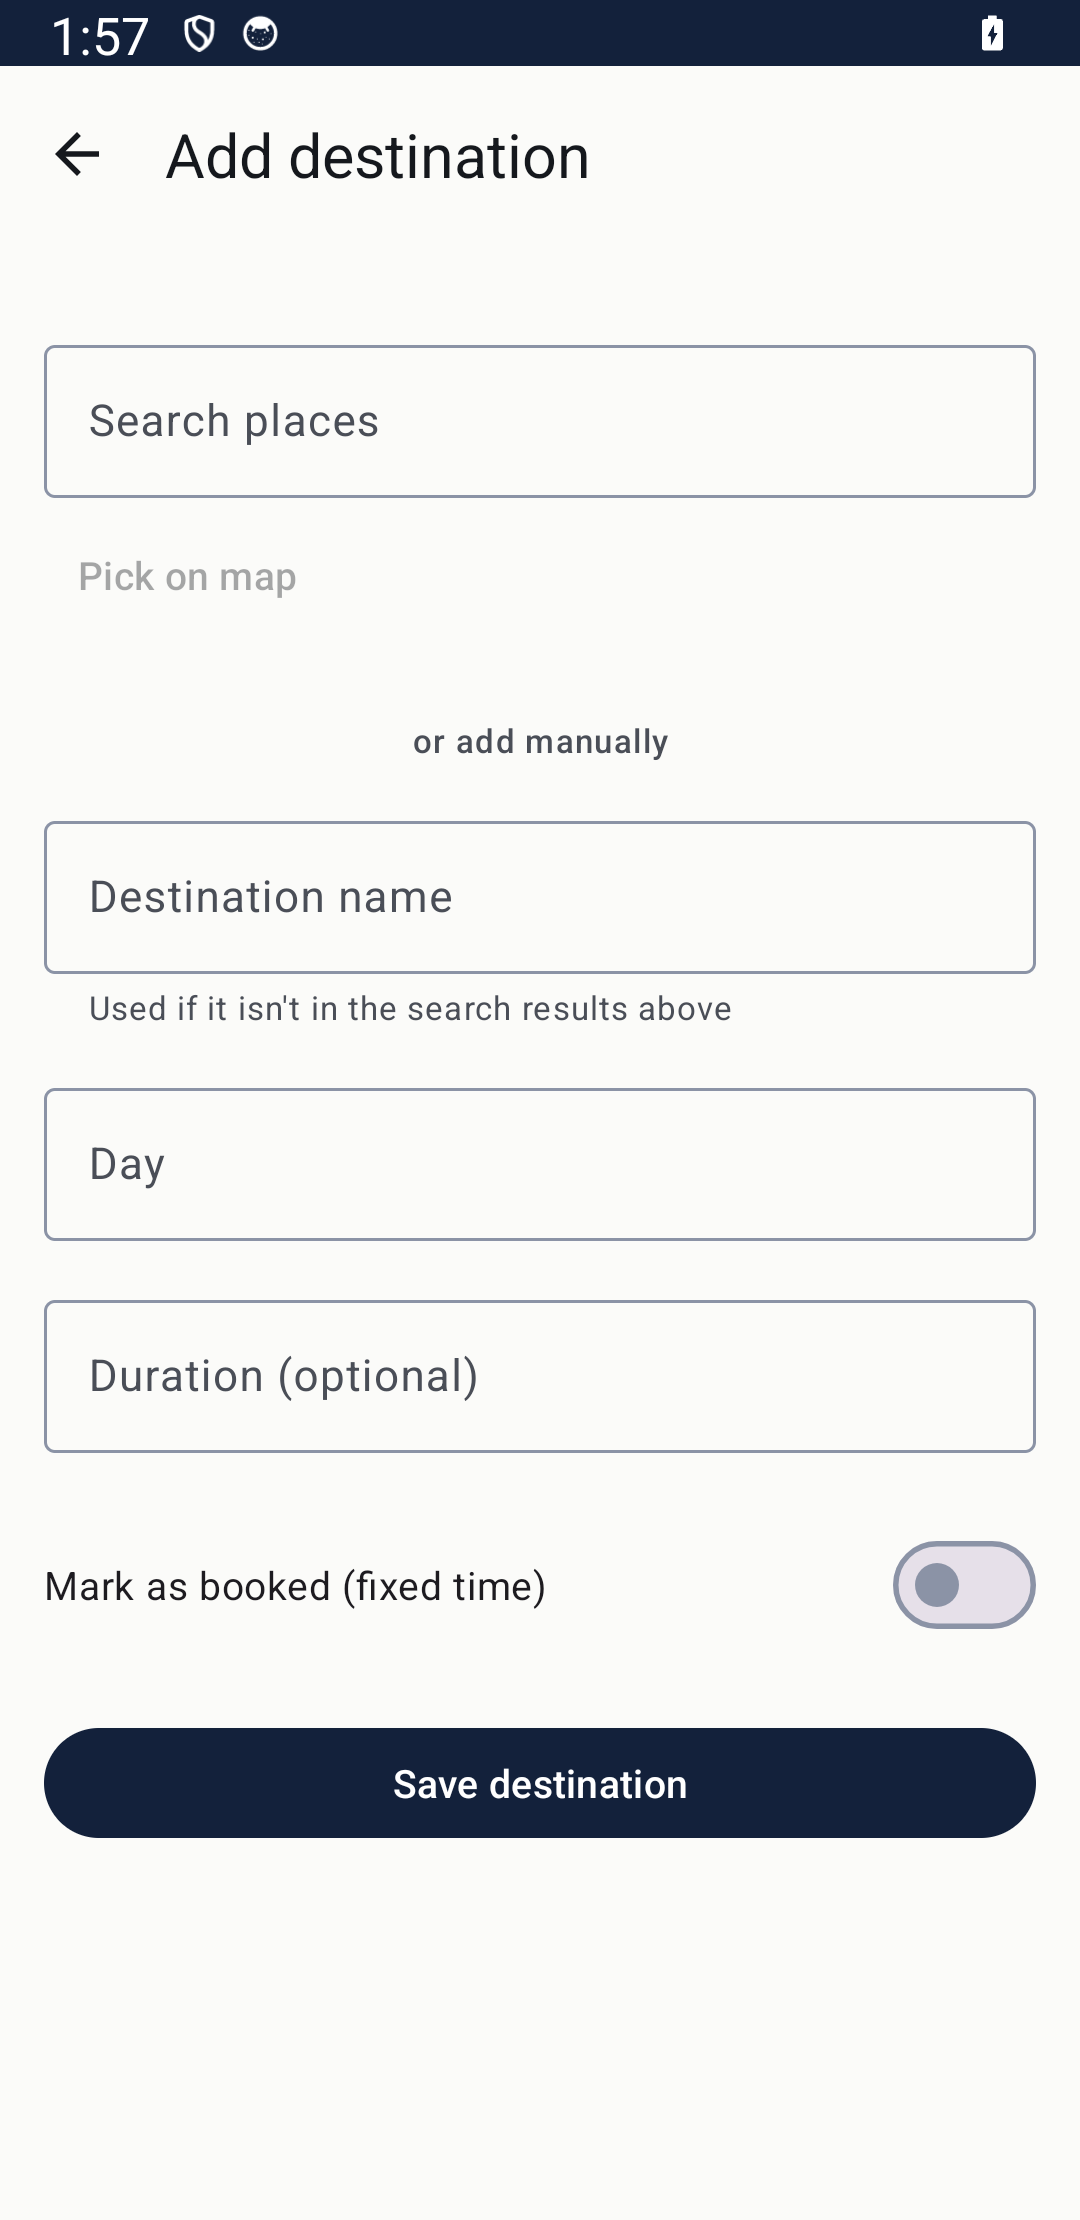 1:57
Add destination
Search places
Pick on map
or add manually
Destination name
Used if it isn't in the search results above
Day
Duration (optional)
Mark as booked (fixed time)
Save destination